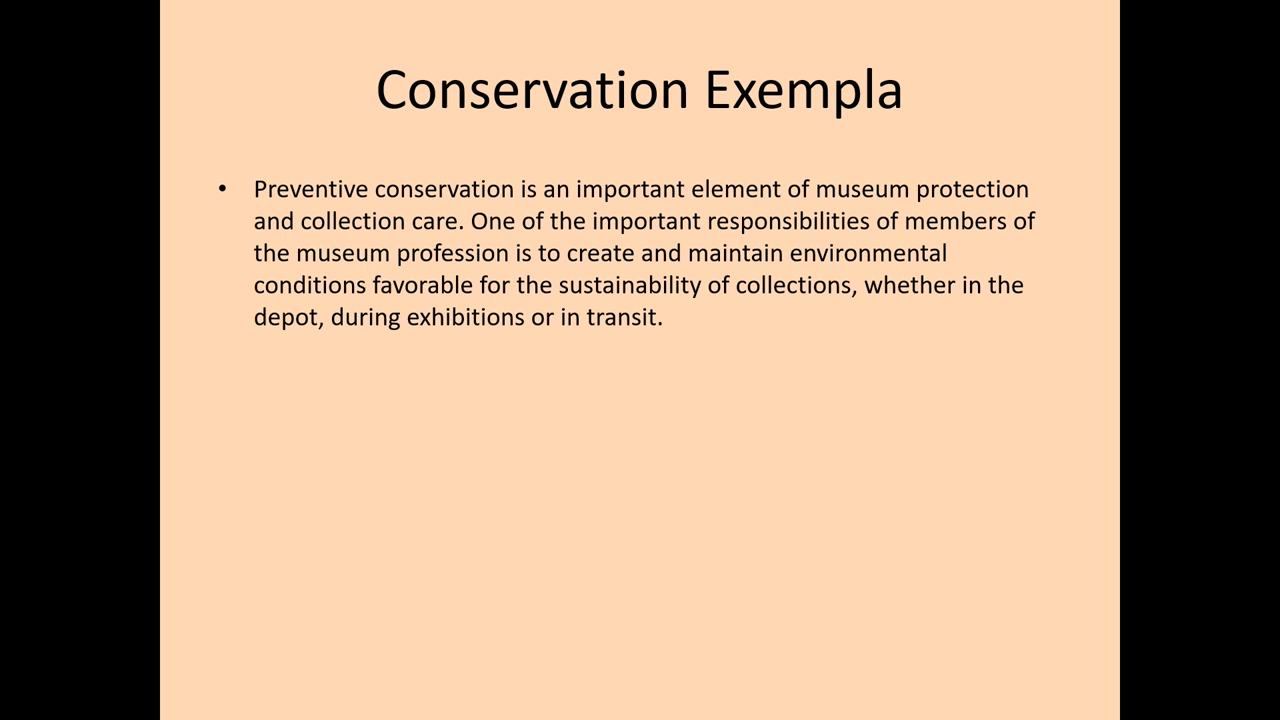 Conservation Exempla
• Preventive conservation is an important element of museum protection
and collection care. One of the important responsibilities of members of
the museum profession is to create and maintain environmental
conditions favorable for the sustainability of collections, whether in the
depot, during exhibitions or in transit.